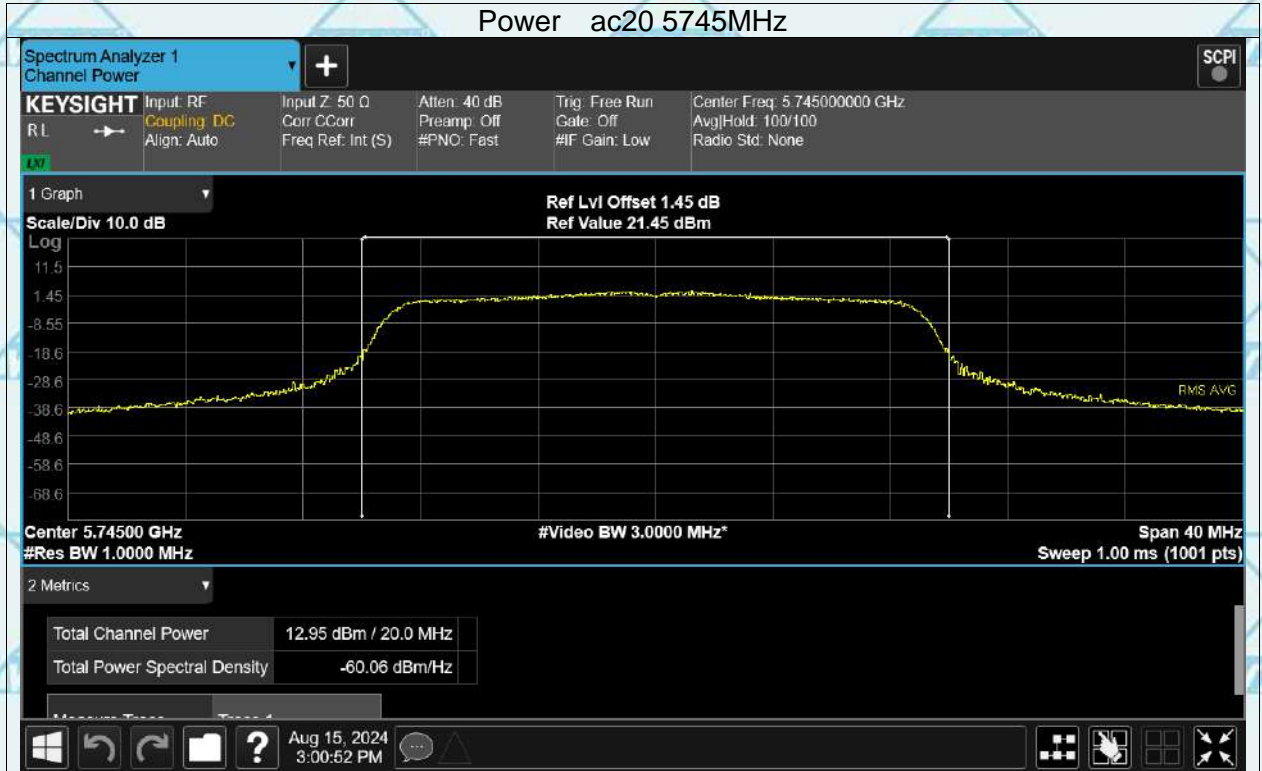 Power ac20 5745MHz
Spectrum Analyzer 1
Channel Power
+
SCPI
KEYSIGHT Input: RF Input Z: 50 Ω Atten: 40 dB Trig: Free Run Center Freq: 5.745000000 GHz
RL Coupling: DC Corr CCorr Preamp: Off Gate: Off Avg|Hold: 100/100
Align: Auto Freq Ref: Int (S) #PNO: Fast #IF Gain: Low Radio Std: None
LXI
1 Graph
Ref Lvl Offset 1.45 dB
Scale/Div 10.0 dB Ref Value 21.45 dBm
Log
11.5
1.45
-8.55
-18.6
-28.6
RMS AVG
-38.6
-48.6
-58.6
-68.6
Center 5.74500 GHz #Video BW 3.0000 MHz* Span 40 MHz
#Res BW 1.0000 MHz Sweep 1.00 ms (1001 pts)
2 Metrics
Total Channel Power 12.95 dBm / 20.0 MHz
Total Power Spectral Density -60.06 dBm/Hz
? Aug 15, 2024
3:00:52 PM